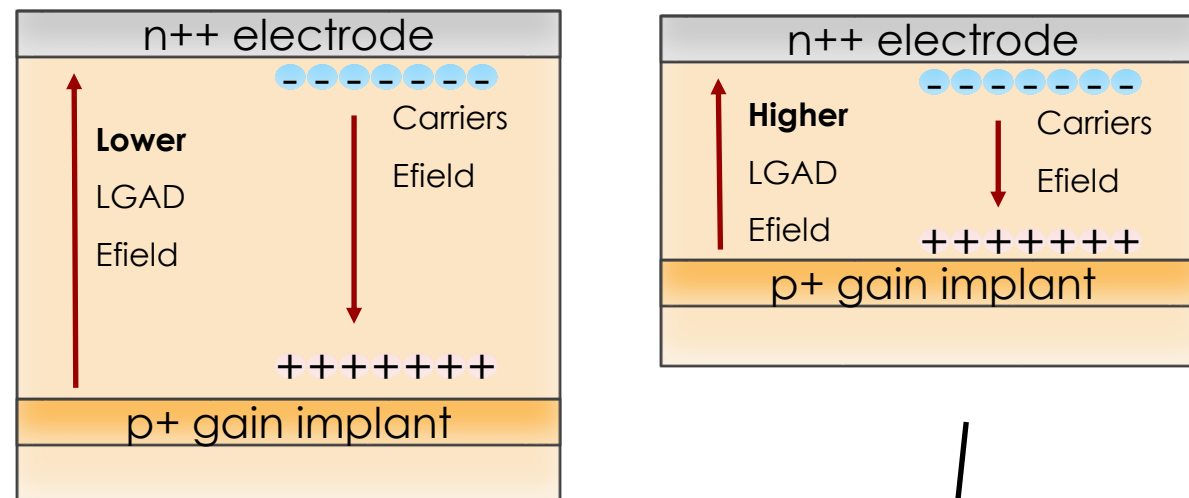 n++ electrode
- - - - - - -
Lower
LGAD
Efield
Carriers
Efield
+ + + + + + +
p+ gain implant
n++ electrode
- - - - - - -
Higher
LGAD
Efield
Carriers
Efield
+ + + + + + +
p+ gain implant